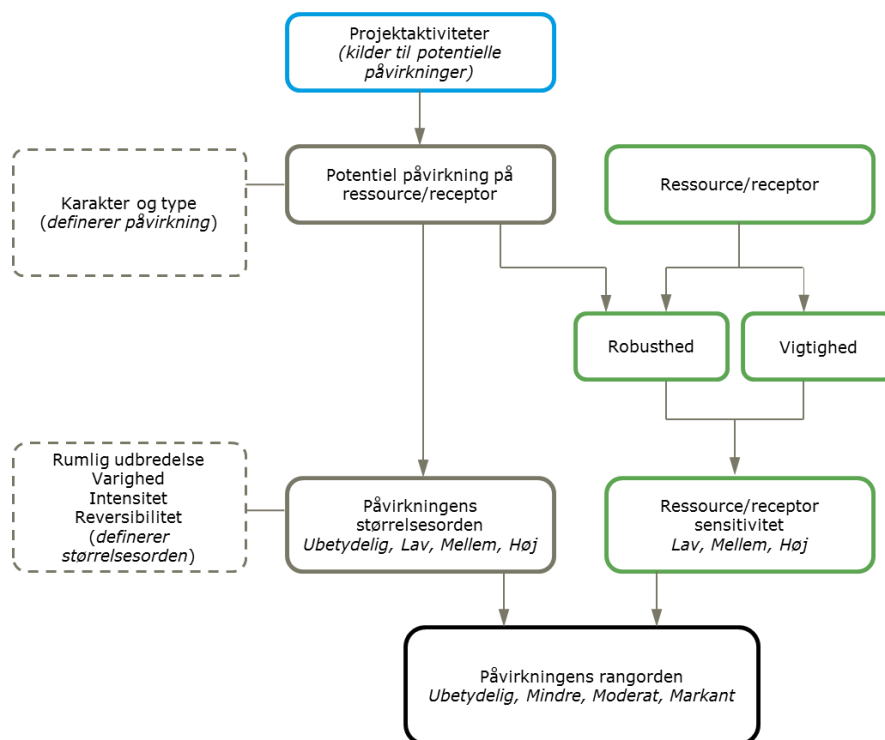 Projektaktiviteter
(kilder til potentielle
påvirkninger)
Karakter og type
(definerer påvirkning)
Potentiel påvirkning på
ressource/receptor
Ressource/receptor
Robusthed
Vigtighed
Rumlig udbredelse
Varighed
Intensitet
Reversibilitet
(definerer
størrelsesorden)
Påvirkningens
størrelsesorden
Ubetydelig, Lav, Mellem, Høj
Ressource/receptor
sensitivitet
Lav, Mellem, Høj
Påvirkningens rangorden
Ubetydelig, Mindre, Moderat, Markant